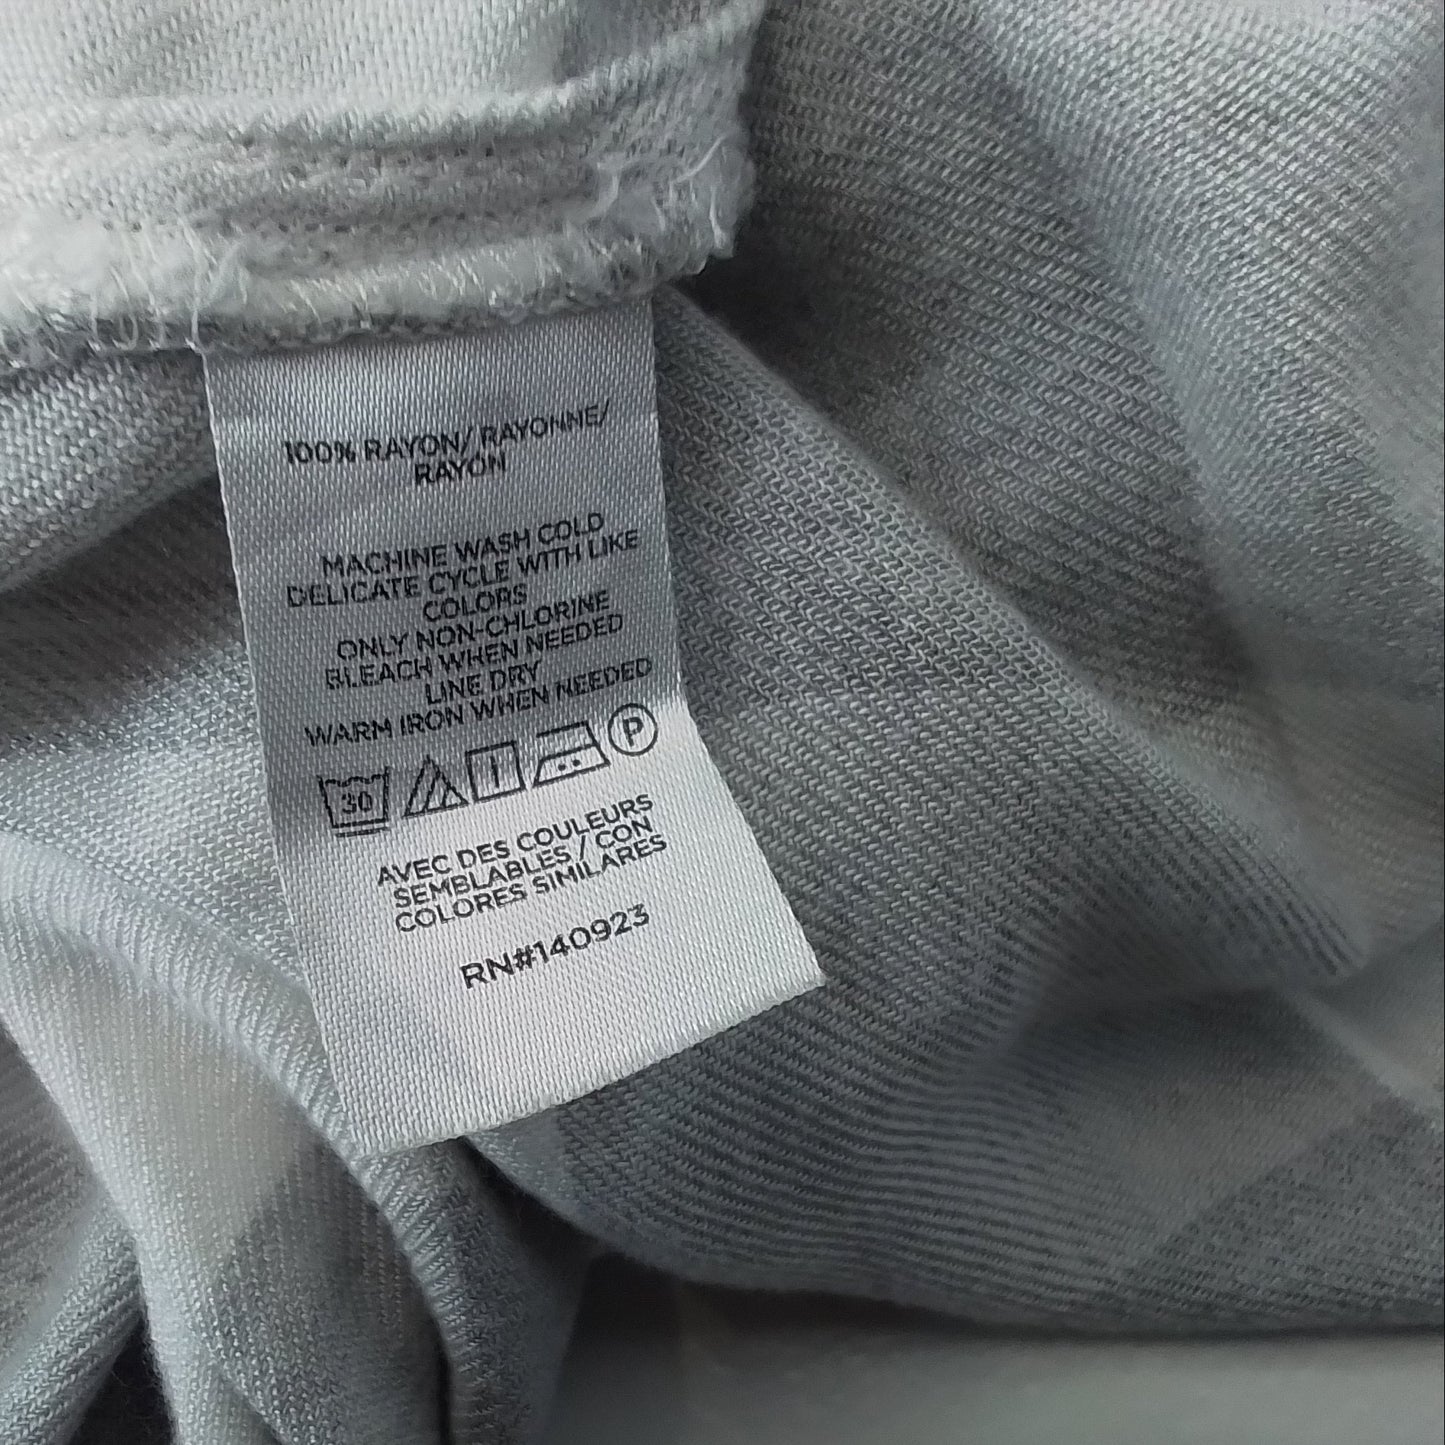 100% RAYON/ RAYONNE/
RAYON
MACHINE WASH COLD
DELICATE CYCLE WITH LIKE
COLORS
ONLY NON-CHLORINE
BLEACH WHEN NEEDED
LINE DRY
WARM IRON WHEN NEEDED
30 P
AVEC DES COULEURS
SEMBLABLES / CON
COLORES SIMILARES
RN#140923